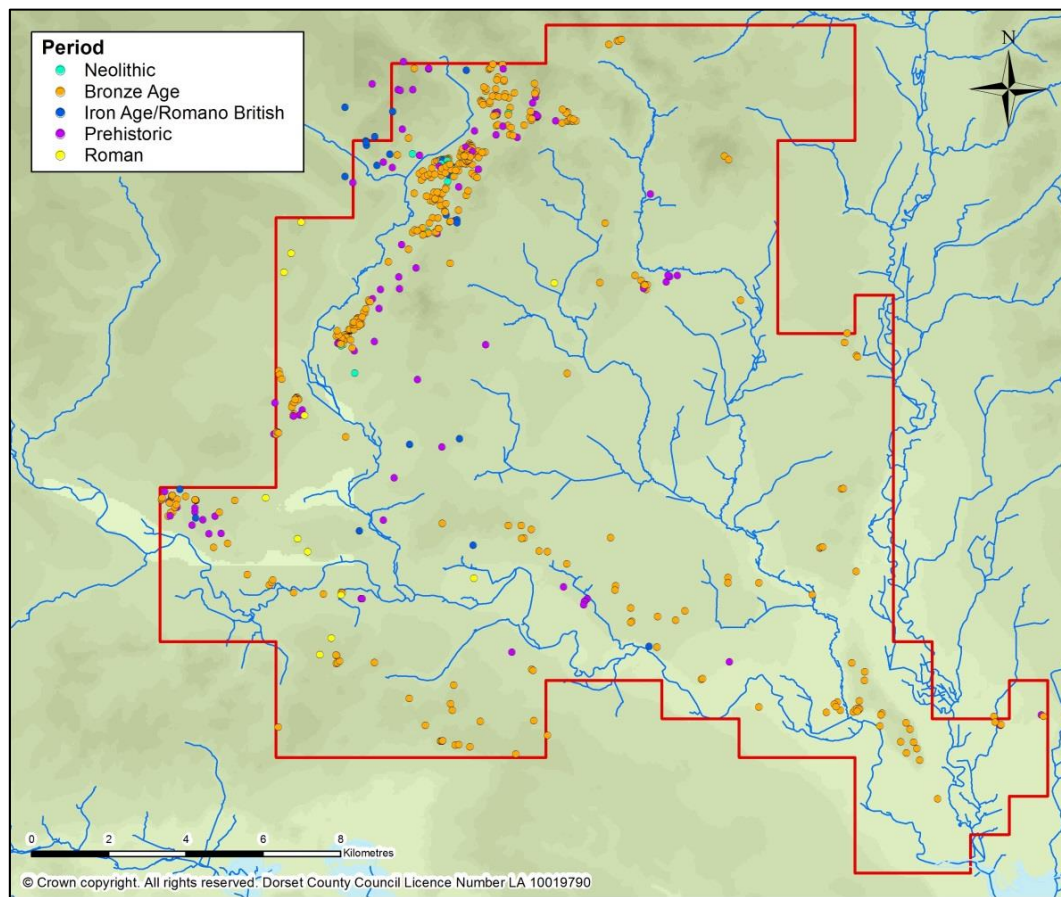 Period
Neolithic
Bronze Age
Iron Age/Romano British
Prehistoric
Roman
N
0 2 4 6 8
Kilometres
© Crown copyright. All rights reserved. Dorset County Council Licence Number LA 10019790